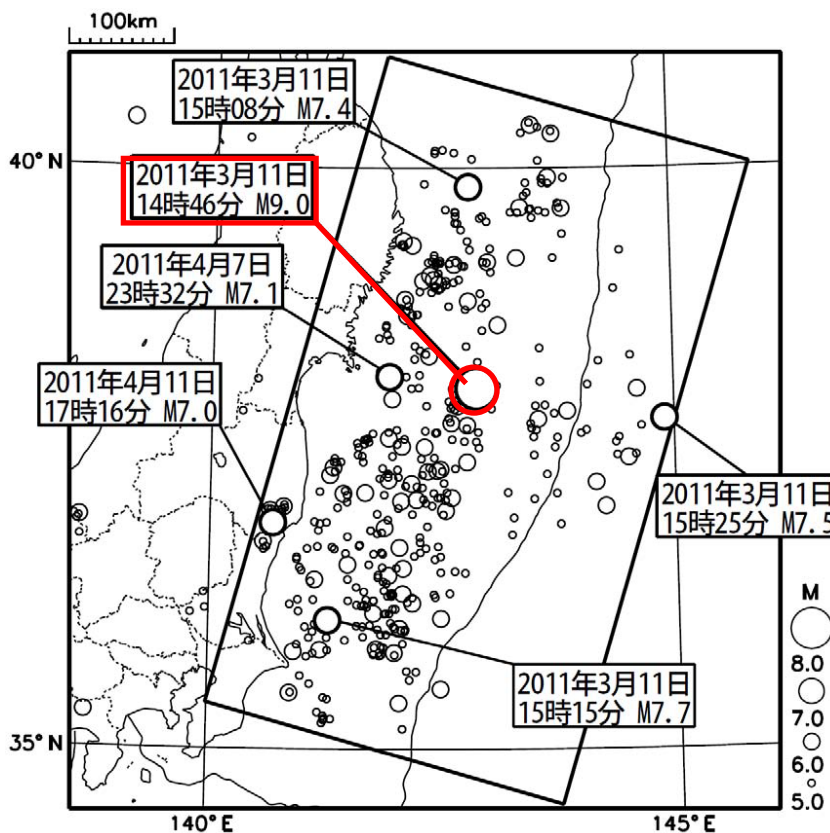 100km
2011年3月11日
15時08分 M7.4
40°N
2011年3月11日
14時46分 M9.0
2011年4月7日
23時32分 M7.1
2011年4月11日
17時16分 M7.0
2011年3月11日
15時25分 M7.5
M
8.0
2011年3月11日
15時15分 M7.7
7.0
35°N
6.0
5.0
140°E
145°E